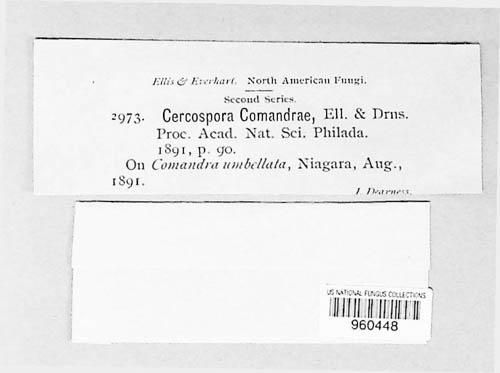 Ellis & Everhart. North American Fungi.
Second Series.
2973. Cercospora Comandrae, Ell. & Drns.
Proc. Acad. Nat. Sci. Philada.
1891, p. 90.
On Comandra umbellata, Niagara, Aug.,
1891.
J. Dearness.
US NATIONAL FUNGUS COLLECTIONS
960448